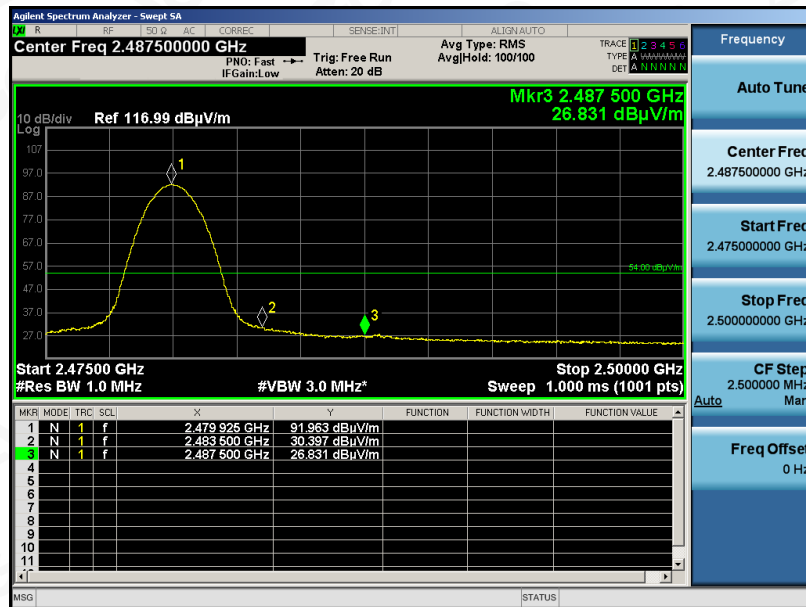 Agilent Spectrum Analyzer - Swept SA
LXI R RF 50 Ω AC CORREC SENSE:INT ALIGN AUTO
Center Freq 2.487500000 GHz
PNO: Fast
IFGain:Low
Trig: Free Run
Atten: 20 dB
Avg Type: RMS
Avg|Hold: 100/100
TRACE 1 2 3 4 5 6
TYPE A WWWWW
DET A N N N N N
Mkr3 2.487 500 GHz
26.831 dBµV/m
10 dB/div Ref 116.99 dBµV/m
Log
107
97.0
87.0
77.0
67.0
57.0
47.0
37.0
27.0
1
2
3
54.00 dBµV/m
Start 2.47500 GHz Stop 2.50000 GHz
#Res BW 1.0 MHz #VBW 3.0 MHz* Sweep 1.000 ms (1001 pts)
MKR MODE TRC SCL X Y FUNCTION FUNCTION WIDTH FUNCTION VALUE
1 N 1 f 2.479 925 GHz 91.963 dBµV/m
2 N 1 f 2.483 500 GHz 30.397 dBµV/m
3 N 1 f 2.487 500 GHz 26.831 dBµV/m
4
5
6
7
8
9
10
11
MSG STATUS
Frequency
Auto Tune
Center Freq
2.487500000 GHz
Start Freq
2.475000000 GHz
Stop Freq
2.500000000 GHz
CF Step
2.500000 MHz
Auto Man
Freq Offset
0 Hz